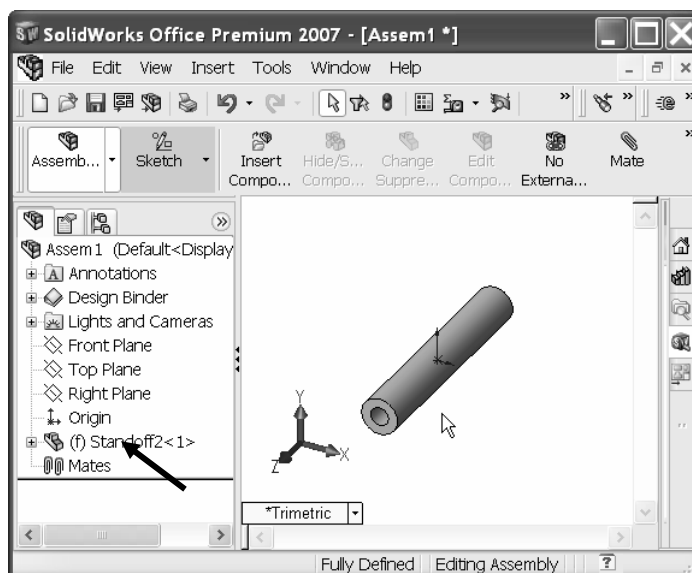 SolidWorks Office Premium 2007 - [Assem1 *]
File Edit View Insert Tools Window Help
Assemb... Sketch Insert Compo... Hide/S... Compo... Change Suppre... Edit Compo... No Externa... Mate
Assem1 (Default<Display
A Annotations
Design Binder
Lights and Cameras
Front Plane
Top Plane
Right Plane
Origin
(f) Standoff2<1>
Mates
Y
X
Z
*Trimetric
Fully Defined Editing Assembly ?